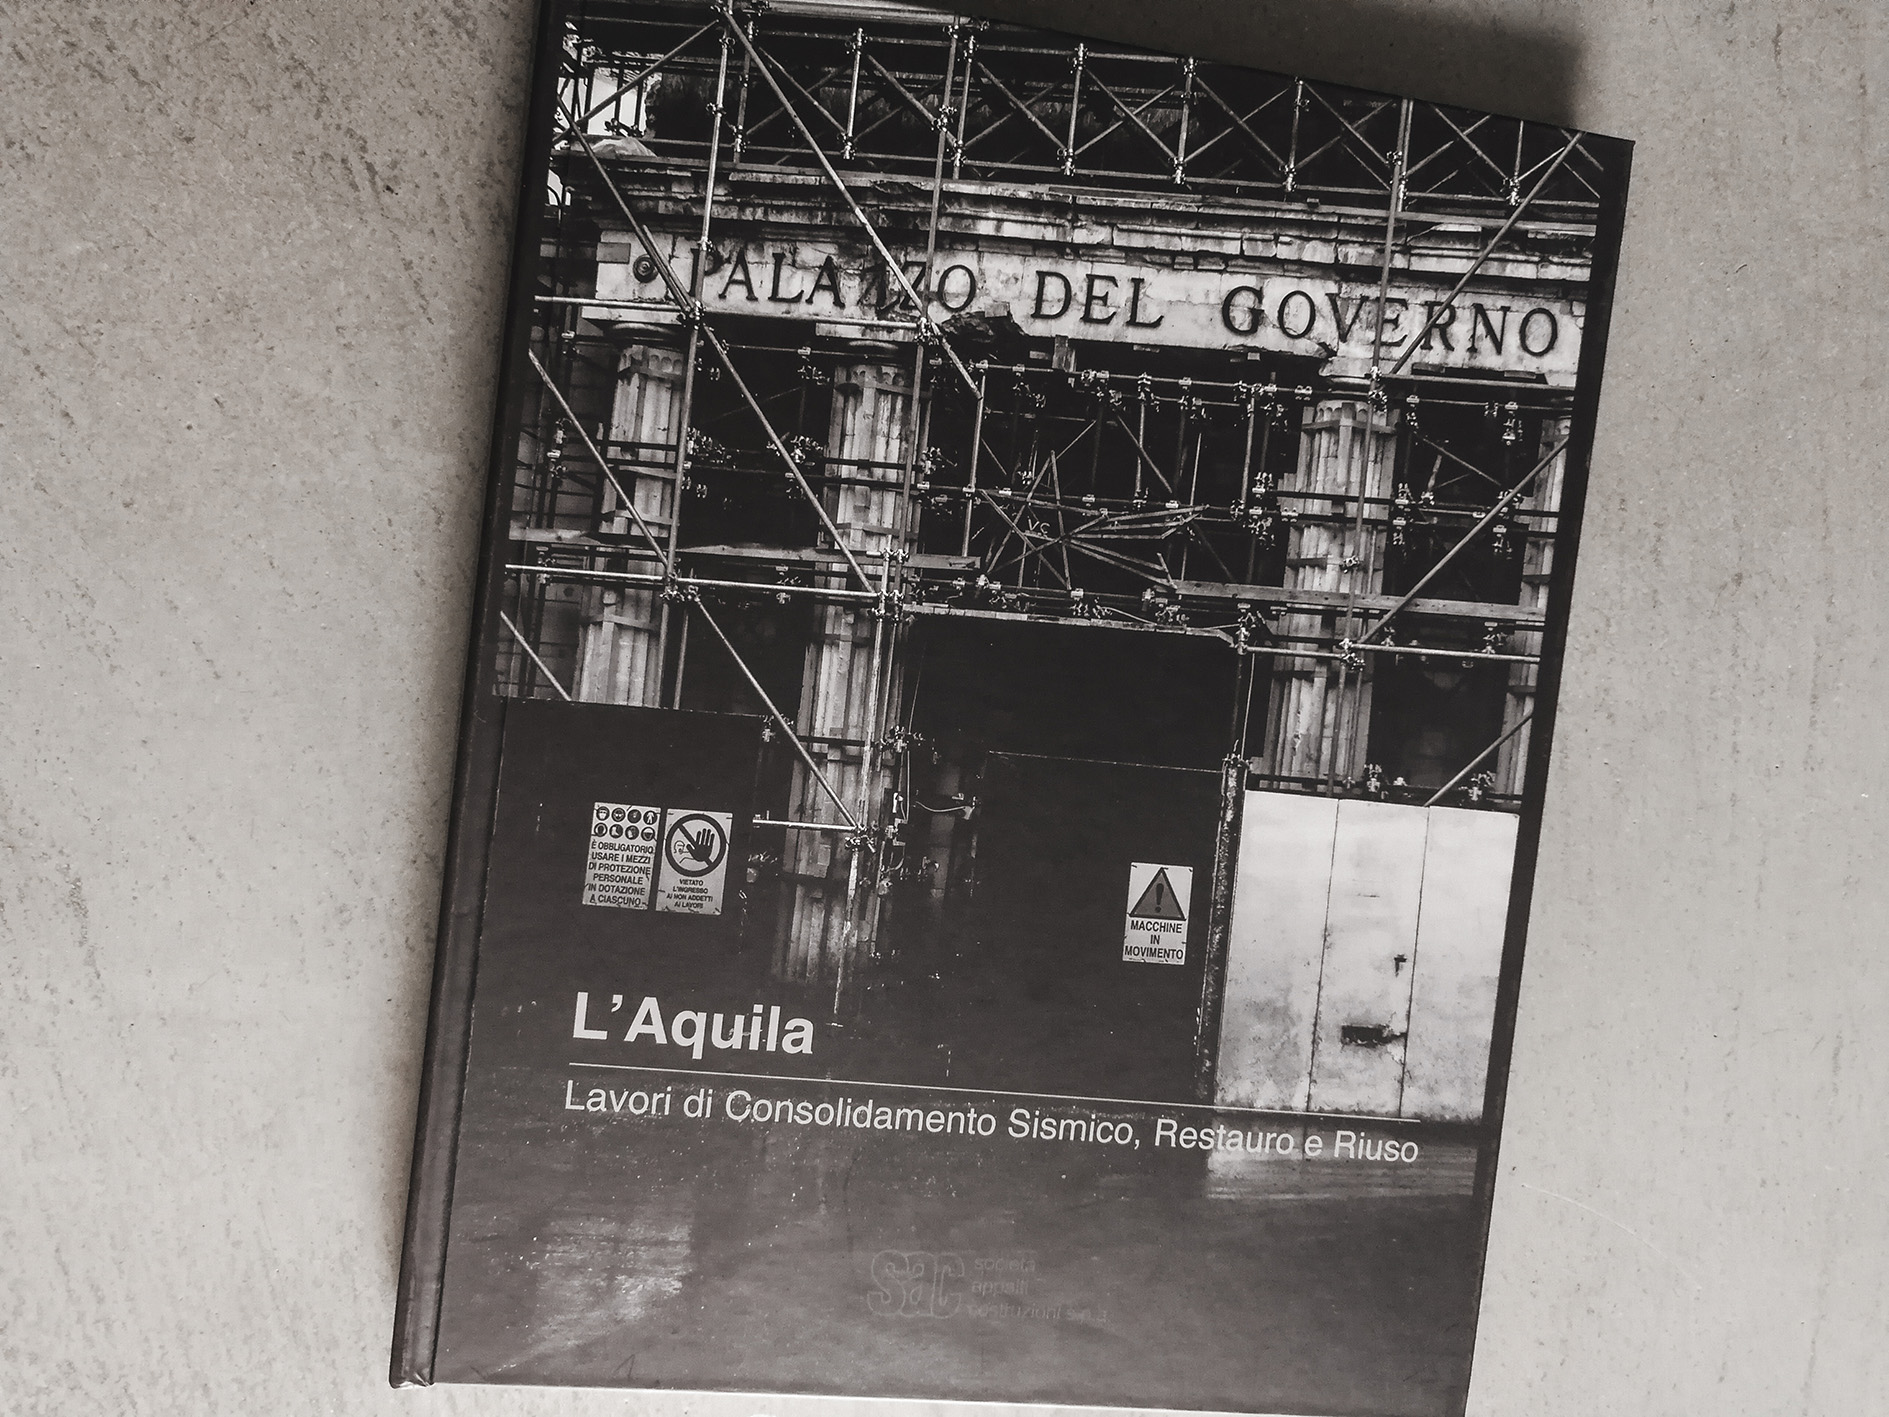 PALAZZO DEL GOVERNO
È OBBLIGATORIO
USARE I MEZZI
DI PROTEZIONE
PERSONALE
IN DOTAZIONE
A CIASCUNO
VIETATO
L'INGRESSO
AI NON ADDETTI
AI LAVORI
MACCHINE
IN
MOVIMENTO
L'Aquila
Lavori di Consolidamento Sismico, Restauro e Riuso
sac
società
appalti
costruzioni s.p.a.